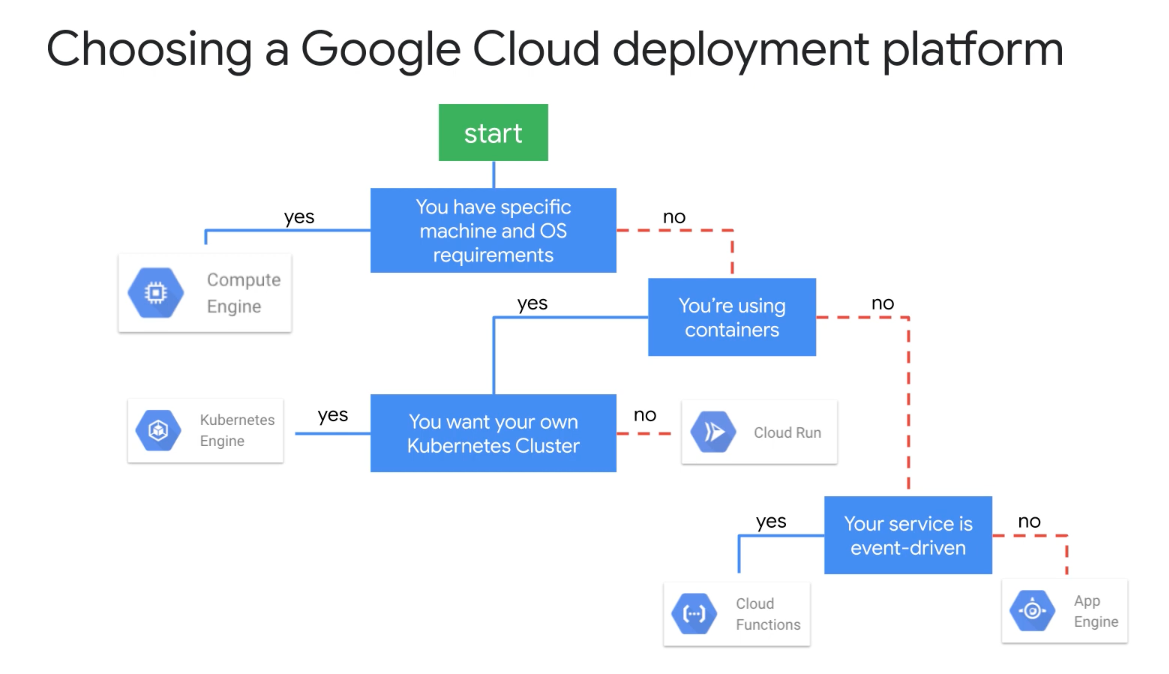 Choosing a Google Cloud deployment platform
start
You have specific
machine and OS
requirements
yes
no
Compute
Engine
You’re using
containers
yes
no
You want your own
Kubernetes Cluster
yes
no
Kubernetes
Engine
Cloud Run
Your service is
event-driven
yes
no
Cloud
Functions
App
Engine